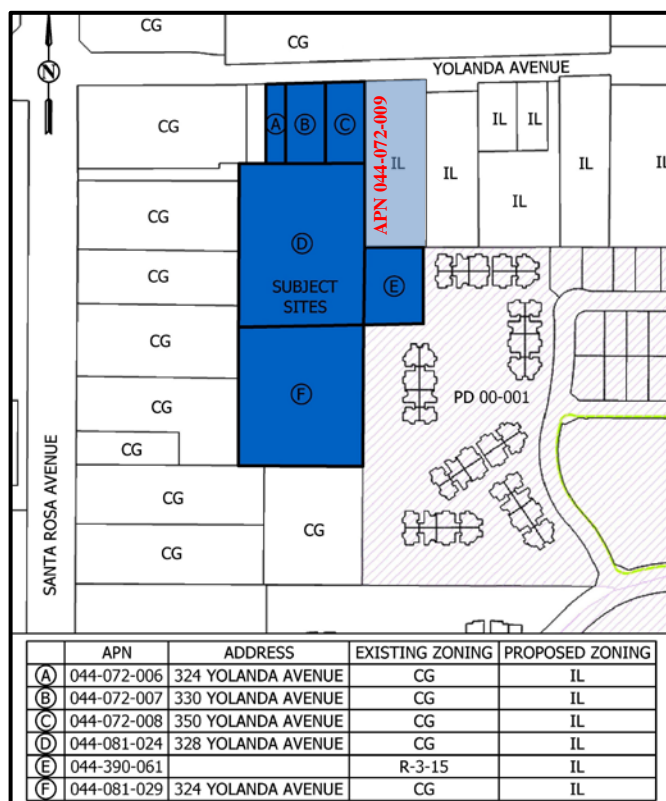 CG
CG
N
YOLANDA AVENUE
CG
A
B
C
IL
APN 044-072-009
IL
IL
IL
IL
IL
IL
CG
D
SUBJECT
SITES
E
CG
CG
F
PD 00-001
CG
CG
CG
CG
CG
SANTA ROSA AVENUE
APN ADDRESS EXISTING ZONING PROPOSED ZONING
A 044-072-006 324 YOLANDA AVENUE CG IL
B 044-072-007 330 YOLANDA AVENUE CG IL
C 044-072-008 350 YOLANDA AVENUE CG IL
D 044-081-024 328 YOLANDA AVENUE CG IL
E 044-390-061 R-3-15 IL
F 044-081-029 324 YOLANDA AVENUE CG IL